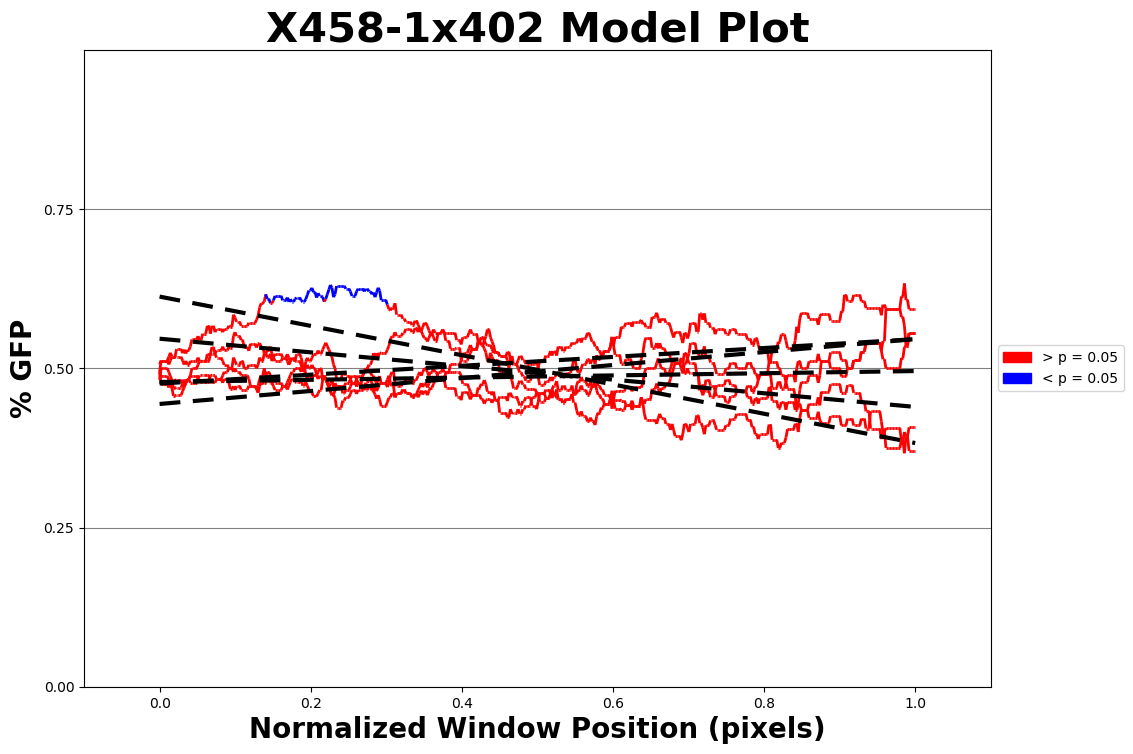 X458-1x402 Model Plot
% GFP
0.75
0.50
0.25
0.00
0.0 0.2 0.4 0.6 0.8 1.0
Normalized Window Position (pixels)
> p = 0.05
< p = 0.05